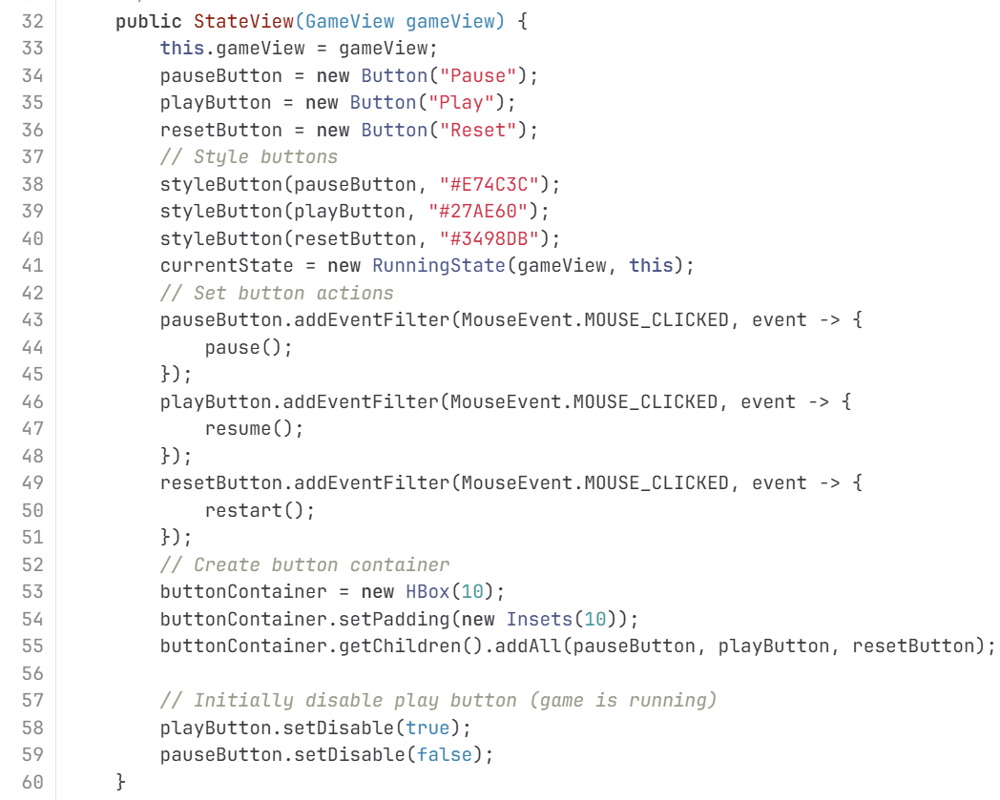 32 public StateView(GameView gameView) {
33 this.gameView = gameView;
34 pauseButton = new Button("Pause");
35 playButton = new Button("Play");
36 resetButton = new Button("Reset");
37 // Style buttons
38 styleButton(pauseButton, "#E74C3C");
39 styleButton(playButton, "#27AE60");
40 styleButton(resetButton, "#3498DB");
41 currentState = new RunningState(gameView, this);
42 // Set button actions
43 pauseButton.addEventFilter(MouseEvent.MOUSE_CLICKED, event -> {
44 pause();
45 });
46 playButton.addEventFilter(MouseEvent.MOUSE_CLICKED, event -> {
47 resume();
48 });
49 resetButton.addEventFilter(MouseEvent.MOUSE_CLICKED, event -> {
50 restart();
51 });
52 // Create button container
53 buttonContainer = new HBox(10);
54 buttonContainer.setPadding(new Insets(10));
55 buttonContainer.getChildren().addAll(pauseButton, playButton, resetButton);
56
57 // Initially disable play button (game is running)
58 playButton.setDisable(true);
59 pauseButton.setDisable(false);
60 }